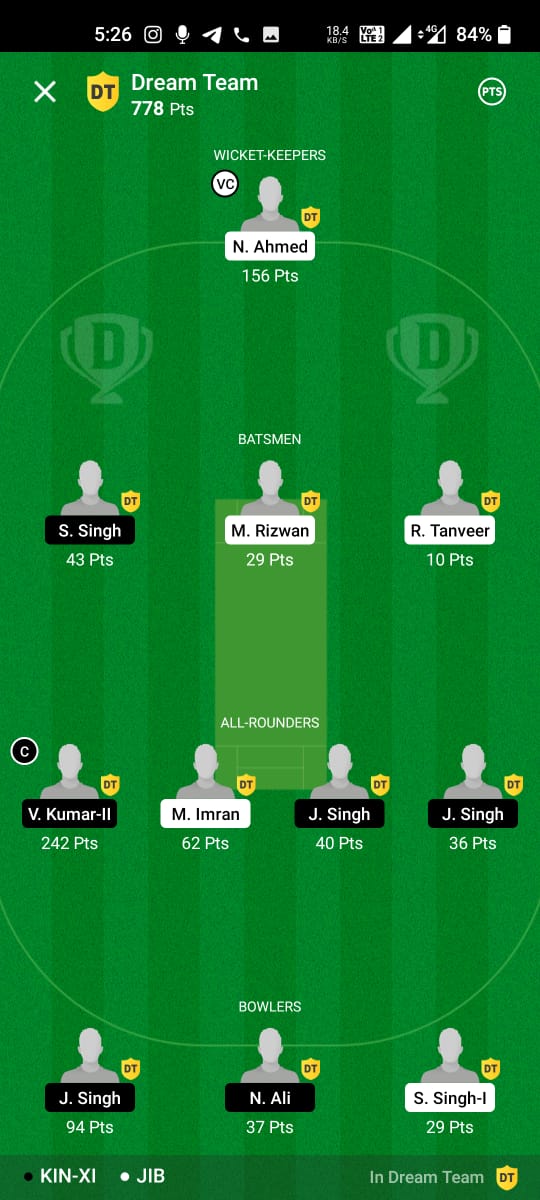 5:26 18.4 KB/S Vo 1 LTE 2 4G 84%
DT Dream Team PTS
778 Pts
WICKET-KEEPERS
VC
DT
N. Ahmed
156 Pts
D D
BATSMEN
DT DT DT
S. Singh M. Rizwan R. Tanveer
43 Pts 29 Pts 10 Pts
ALL-ROUNDERS
C
DT DT DT DT
V. Kumar-II M. Imran J. Singh J. Singh
242 Pts 62 Pts 40 Pts 36 Pts
BOWLERS
DT DT DT
J. Singh N. Ali S. Singh-I
94 Pts 37 Pts 29 Pts
KIN-XI JIB In Dream Team DT